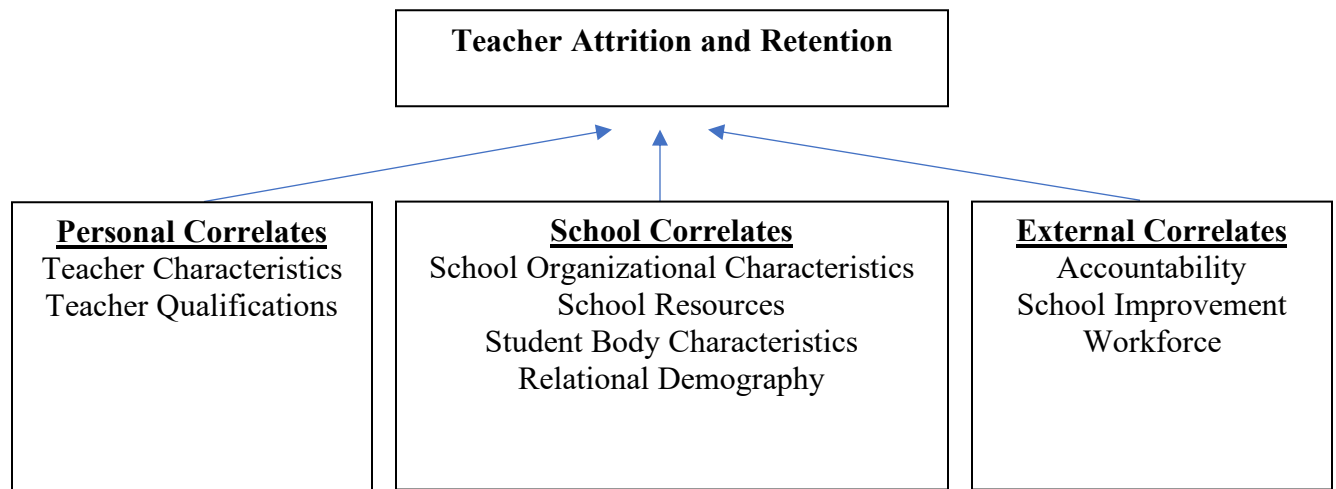 Teacher Attrition and Retention
Personal Correlates
Teacher Characteristics
Teacher Qualifications
School Correlates
School Organizational Characteristics
School Resources
Student Body Characteristics
Relational Demography
External Correlates
Accountability
School Improvement
Workforce